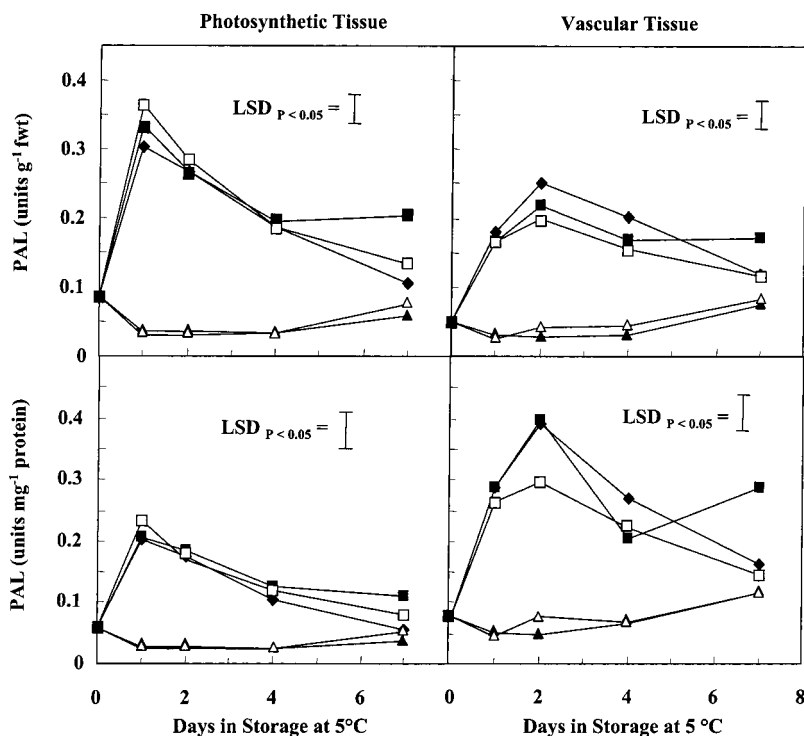 Photosynthetic Tissue
Vascular Tissue
PAL (units g⁻¹ fwt)
0.4
0.3
0.2
0.1
0
LSD P < 0.05 =
LSD P < 0.05 =
PAL (units mg⁻¹ protein)
0.4
0.3
0.2
0.1
0
LSD P < 0.05 =
LSD P < 0.05 =
0 2 4 6 0 2 4 6 8
Days in Storage at 5°C
Days in Storage at 5 °C